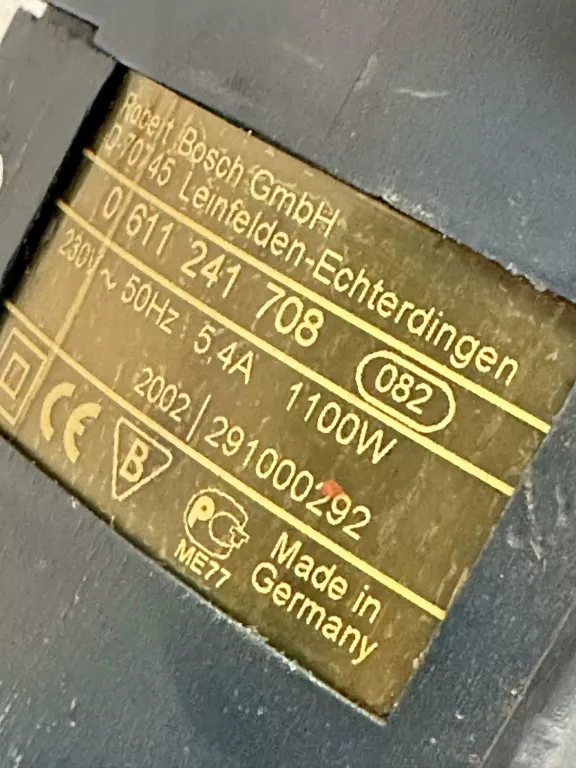 Robert Bosch GmbH
D-70745 Leinfelden-Echterdingen
0 611 241 708 082
230V ~ 50Hz 5,4A 1100W
2002 291000292
CE B PG Made in
ME77 Germany